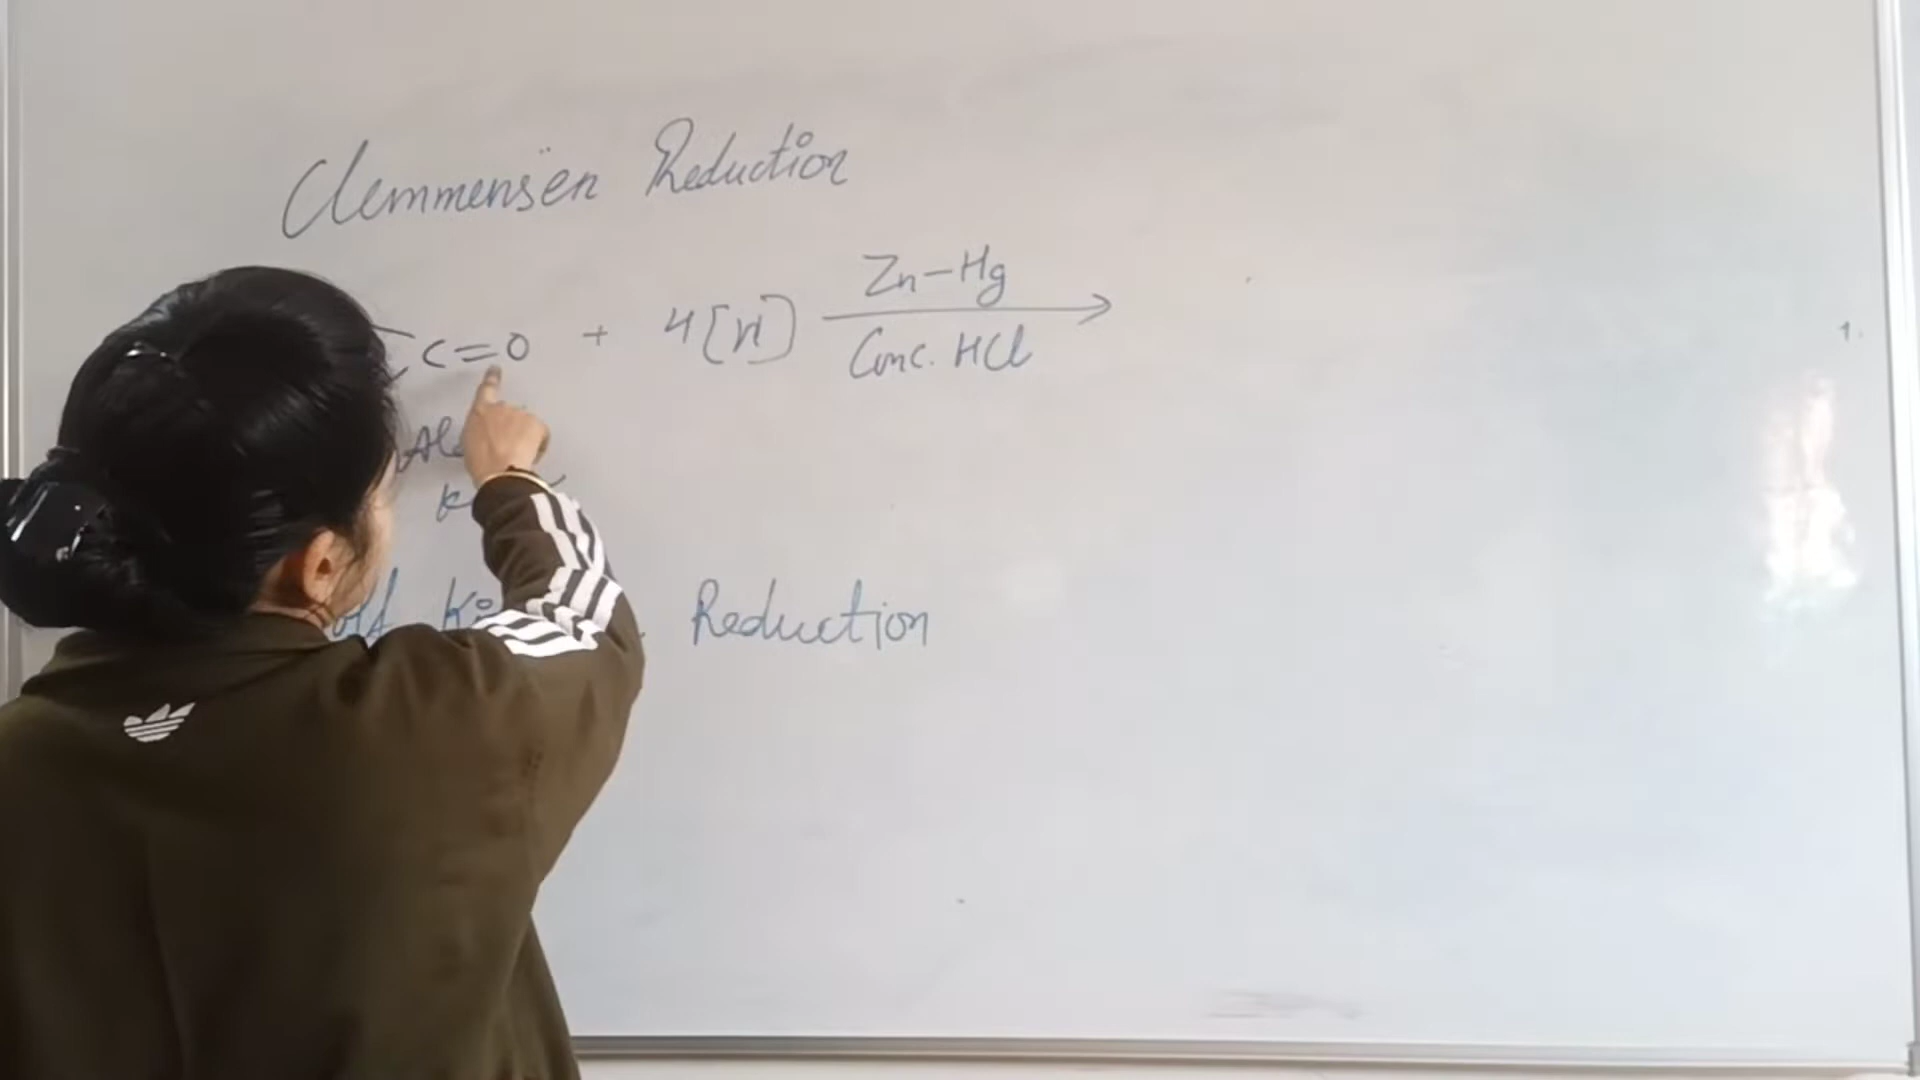 Clemmensen Reduction
Zn-Hg
C=O + 4[H]
Conc. HCl
Reduction